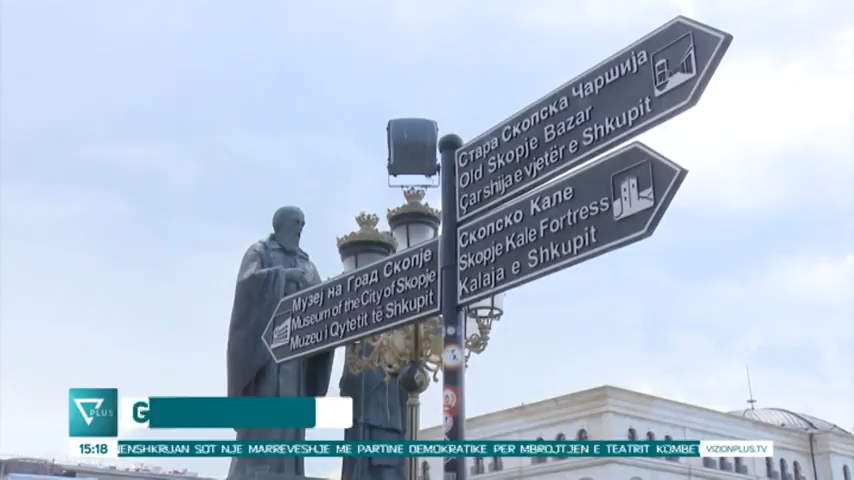 Стара Скопска Чаршија
Old Skopje Bazar
Çarshija e vjetër e Shkupit
Скопско Кале
Skopje Kale Fortress
Kalaja e Shkupit
Музеј на Град Скопје
Museum of the City of Skopje
Muzeu i Qytetit të Shkupit
PLUS
G
15:18
IENSHKRUAN SOT NJE MARREVESHJE ME PARTINE DEMOKRATIKE PER MBROJTJEN E TEATRIT KOMBET
VIZIONPLUS.TV